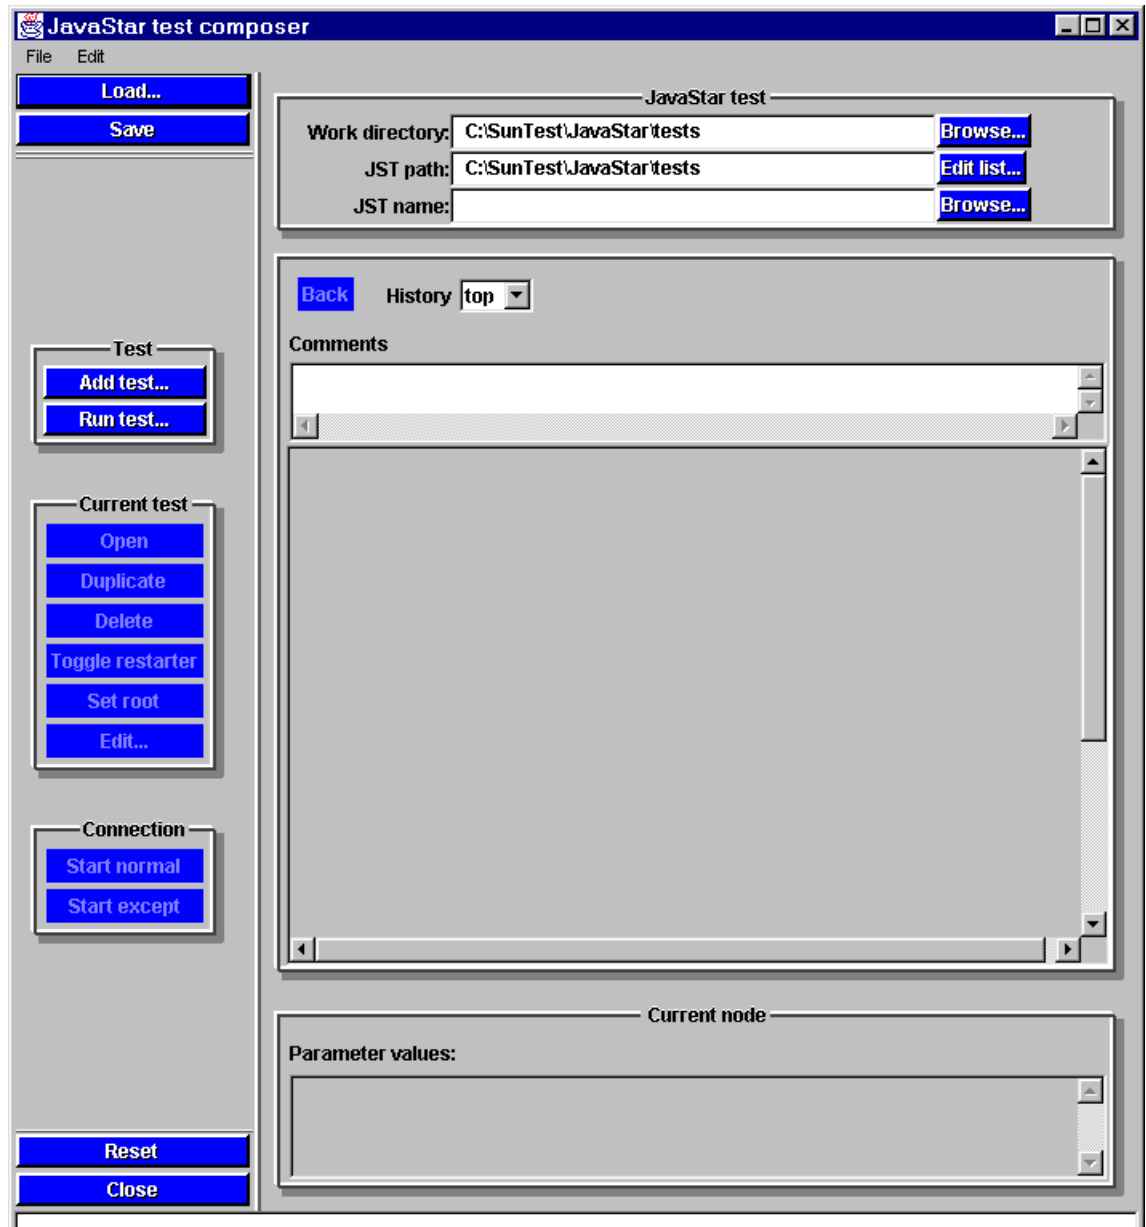 JavaStar test composer
File Edit
Load...
Save
JavaStar test
Work directory: C:\SunTest\JavaStar\tests Browse...
JST path: C:\SunTest\JavaStar\tests Edit list...
JST name: Browse...
Back History top
Comments
Test
Add test...
Run test...
Current test
Open
Duplicate
Delete
Toggle restarter
Set root
Edit...
Connection
Start normal
Start except
Current node
Parameter values:
Reset
Close